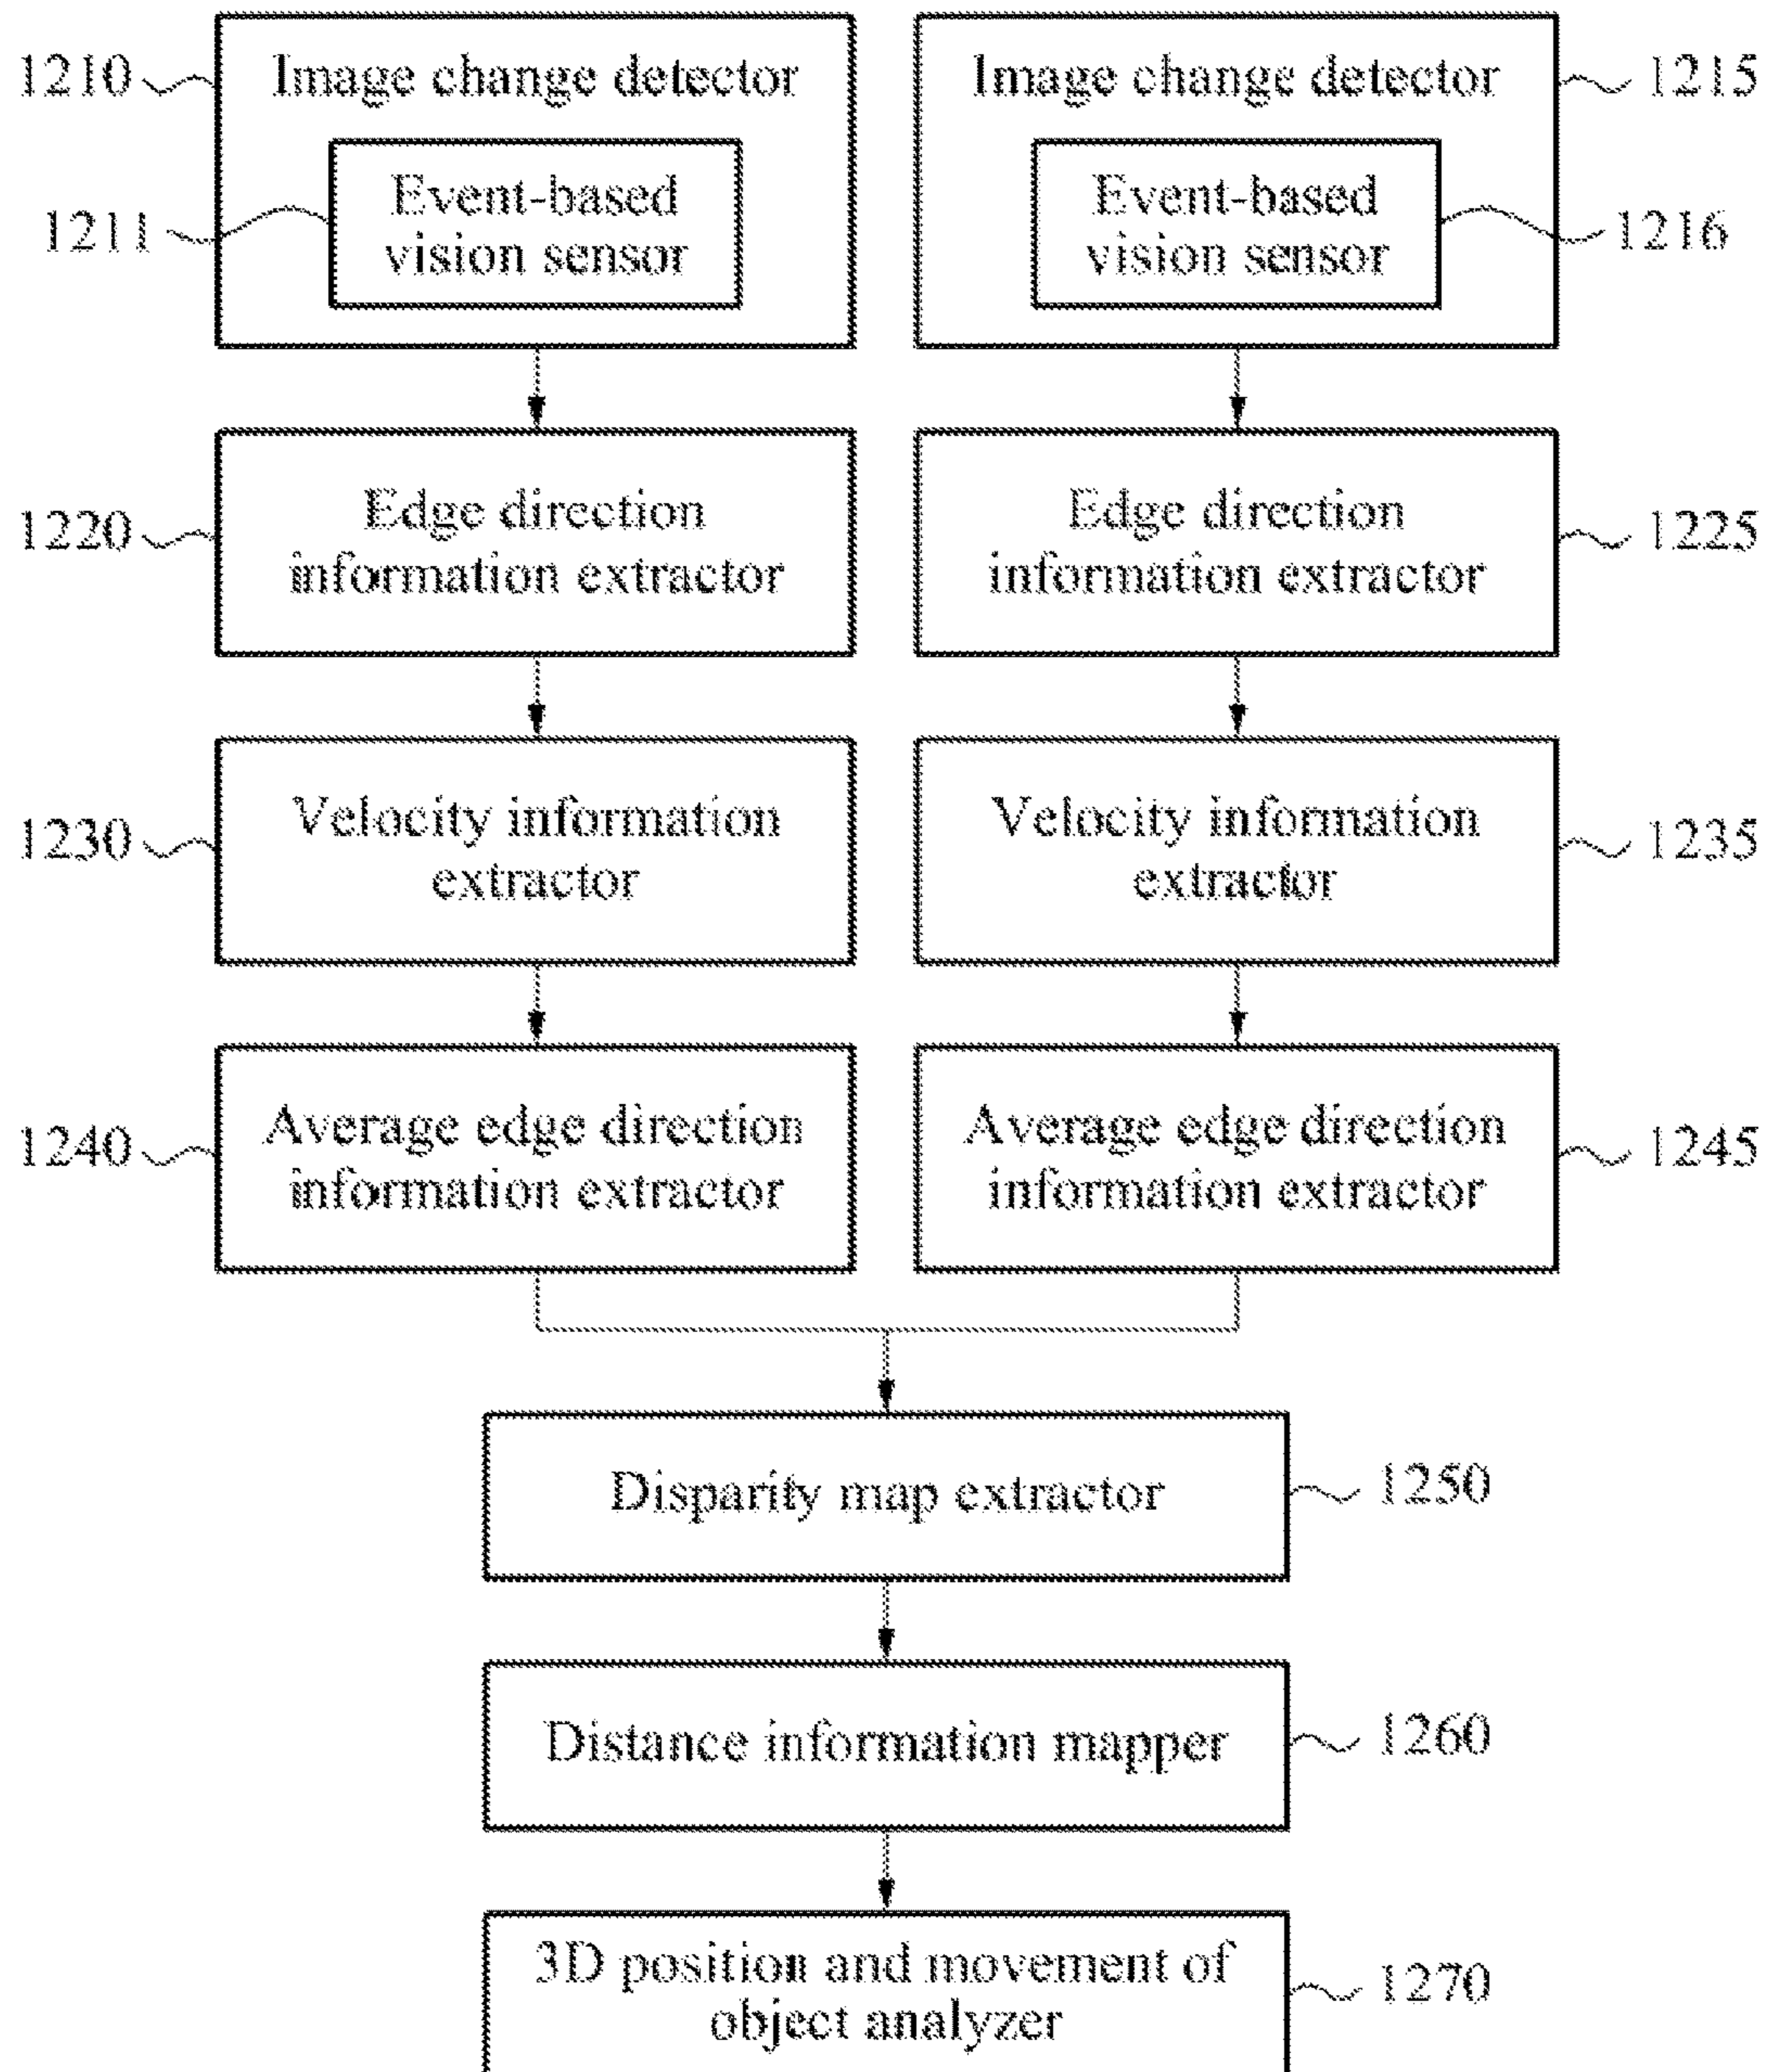 1210
Image change detector
Image change detector
1215
1211
Event-based
vision sensor
Event-based
vision sensor
1216
1220
Edge direction
information extractor
Edge direction
information extractor
1225
1230
Velocity information
extractor
Velocity information
extractor
1235
1240
Average edge direction
information extractor
Average edge direction
information extractor
1245
Disparity map extractor
1250
Distance information mapper
1260
3D position and movement of
object analyzer
1270